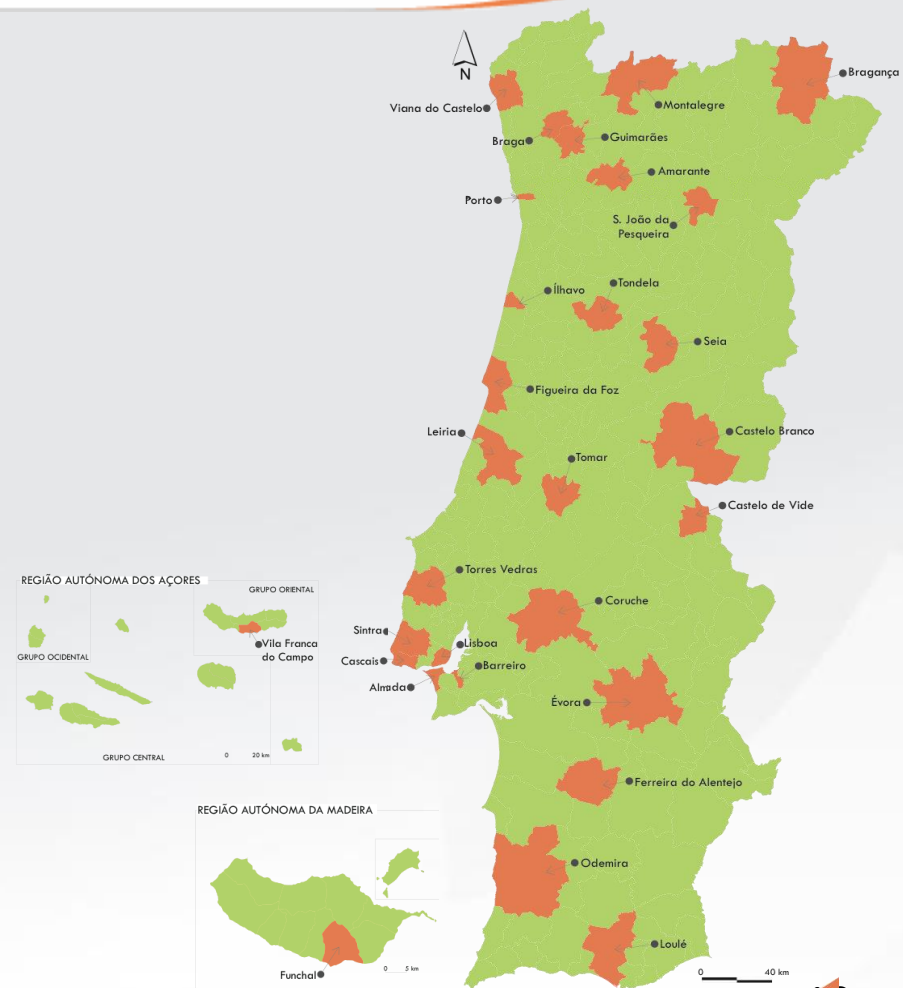 N
Bragança
Viana do Castelo
Montalegre
Braga
Guimarães
Amarante
Porto
S. João da
Pesqueira
Ílhavo
Tondela
Seia
Figueira da Foz
Leiria
Castelo Branco
Tomar
Castelo de Vide
Torres Vedras
REGIÃO AUTÓNOMA DOS AÇORES
GRUPO ORIENTAL
Coruche
Sintra
Lisboa
Vila Franca
do Campo
GRUPO OCIDENTAL
Cascais
Barreiro
Almada
Évora
0 20 km
GRUPO CENTRAL
Ferreira do Alentejo
REGIÃO AUTÓNOMA DA MADEIRA
Odemira
Loulé
0 5 km
Funchal
0 40 km